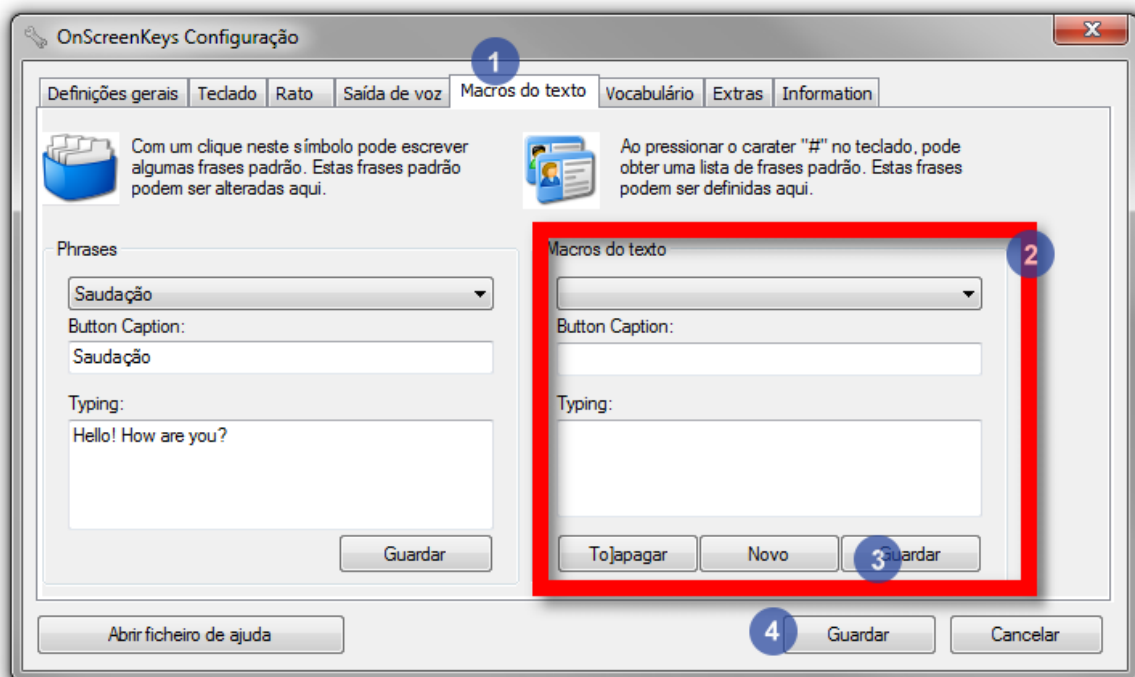 OnScreenKeys Configuração
1
Definições gerais Teclado Rato Saída de voz Macros do texto Vocabulário Extras Information
Com um clique neste símbolo pode escrever
algumas frases padrão. Estas frases padrão
podem ser alteradas aqui.
Ao pressionar o carater "#" no teclado, pode
obter uma lista de frases padrão. Estas frases
podem ser definidas aqui.
Phrases
Saudação
Button Caption:
Saudação
Typing:
Hello! How are you?
Guardar
Macros do texto
2
Button Caption:
Typing:
To]apagar Novo 3 Guardar
Abrir ficheiro de ajuda 4 Guardar Cancelar